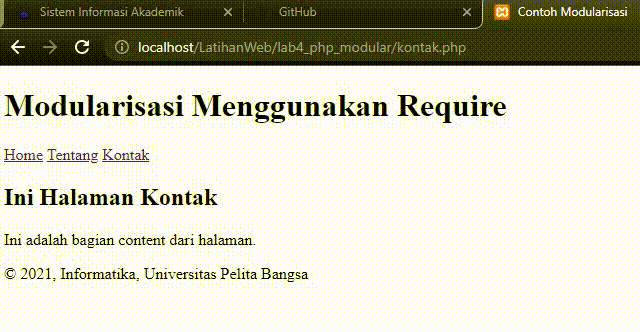 Sistem Informasi Akademik
GitHub
Contoh Modularisasi
localhost/LatihanWeb/lab4_php_modular/kontak.php
Modularisasi Menggunakan Require
Home Tentang Kontak
Ini Halaman Kontak
Ini adalah bagian content dari halaman.
© 2021, Informatika, Universitas Pelita Bangsa